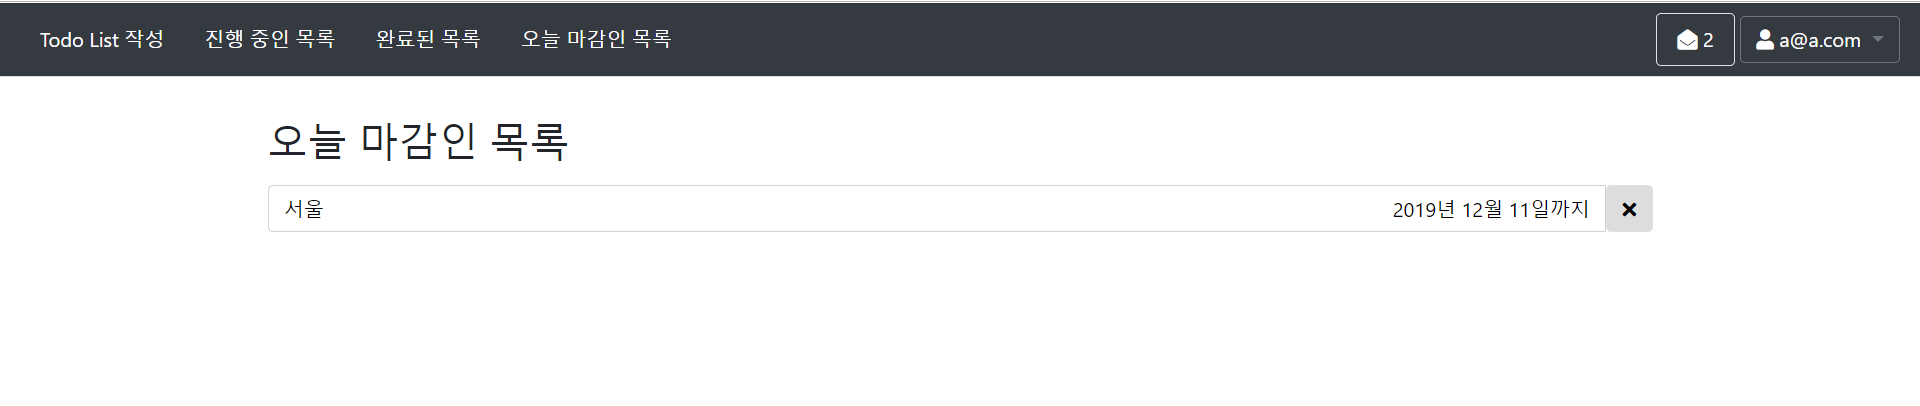 Todo List 작성 진행 중인 목록 완료된 목록 오늘 마감인 목록 2 a@a.com
오늘 마감인 목록
서울 2019년 12월 11일까지